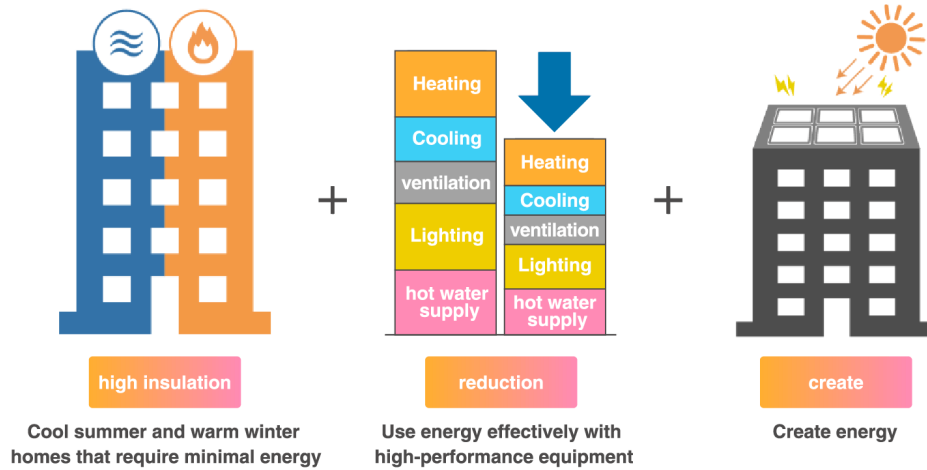 Heating
Cooling
ventilation
Lighting
hot water
supply
Heating
Cooling
ventilation
Lighting
hot water
supply
+
+
high insulation
reduction
create
Cool summer and warm winter
homes that require minimal energy
Use energy effectively with
high-performance equipment
Create energy